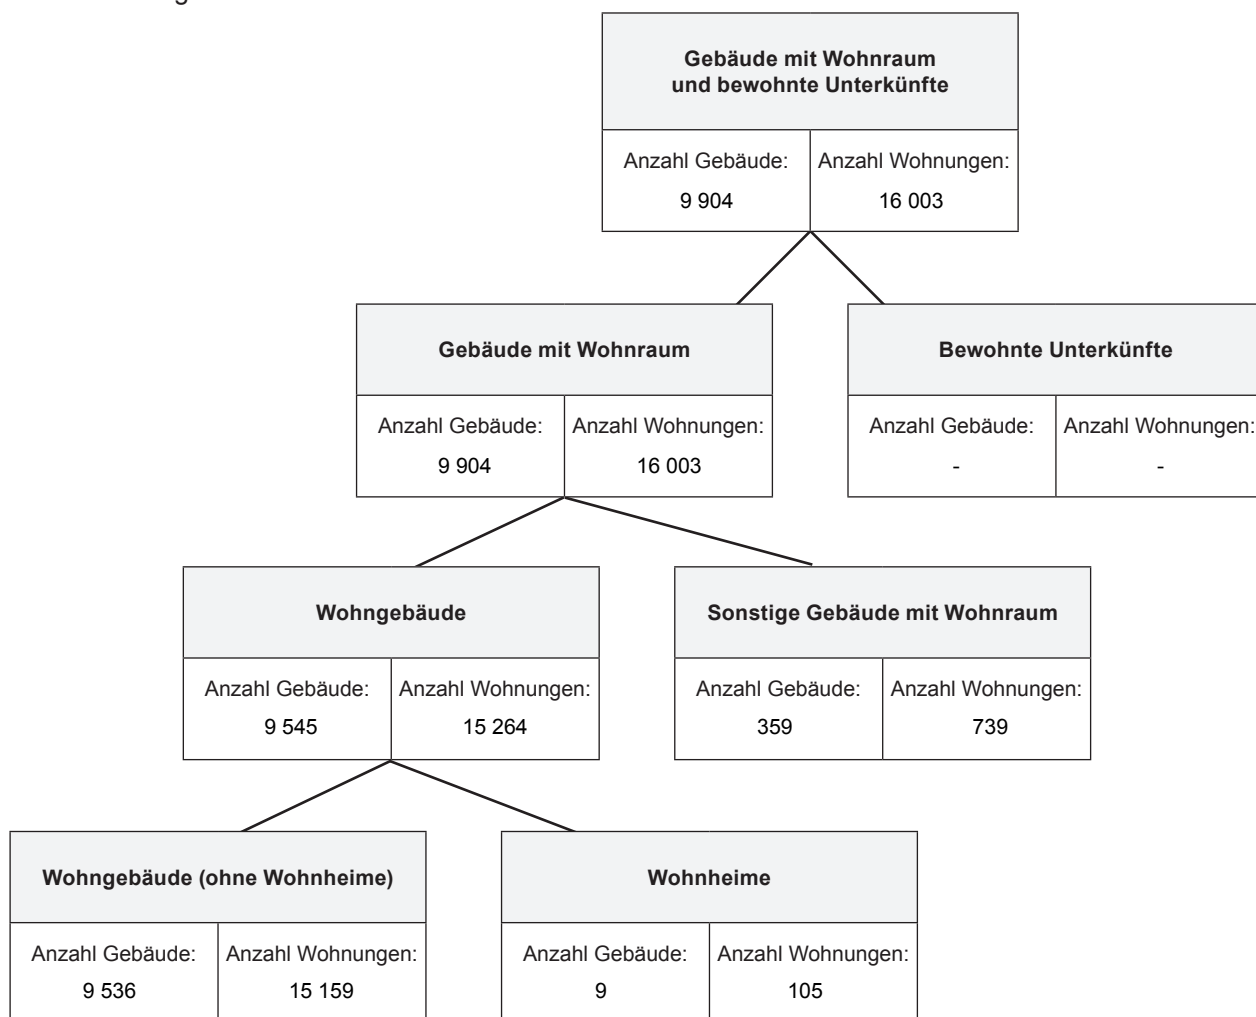 Gebäude mit Wohnraum
und bewohnte Unterkünfte
Anzahl Gebäude: Anzahl Wohnungen:
9 904 16 003
Gebäude mit Wohnraum Bewohnte Unterkünfte
Anzahl Gebäude: Anzahl Wohnungen: Anzahl Gebäude: Anzahl Wohnungen:
9 904 16 003 - -
Wohngebäude Sonstige Gebäude mit Wohnraum
Anzahl Gebäude: Anzahl Wohnungen: Anzahl Gebäude: Anzahl Wohnungen:
9 545 15 264 359 739
Wohngebäude (ohne Wohnheime) Wohnheime
Anzahl Gebäude: Anzahl Wohnungen: Anzahl Gebäude: Anzahl Wohnungen:
9 536 15 159 9 105